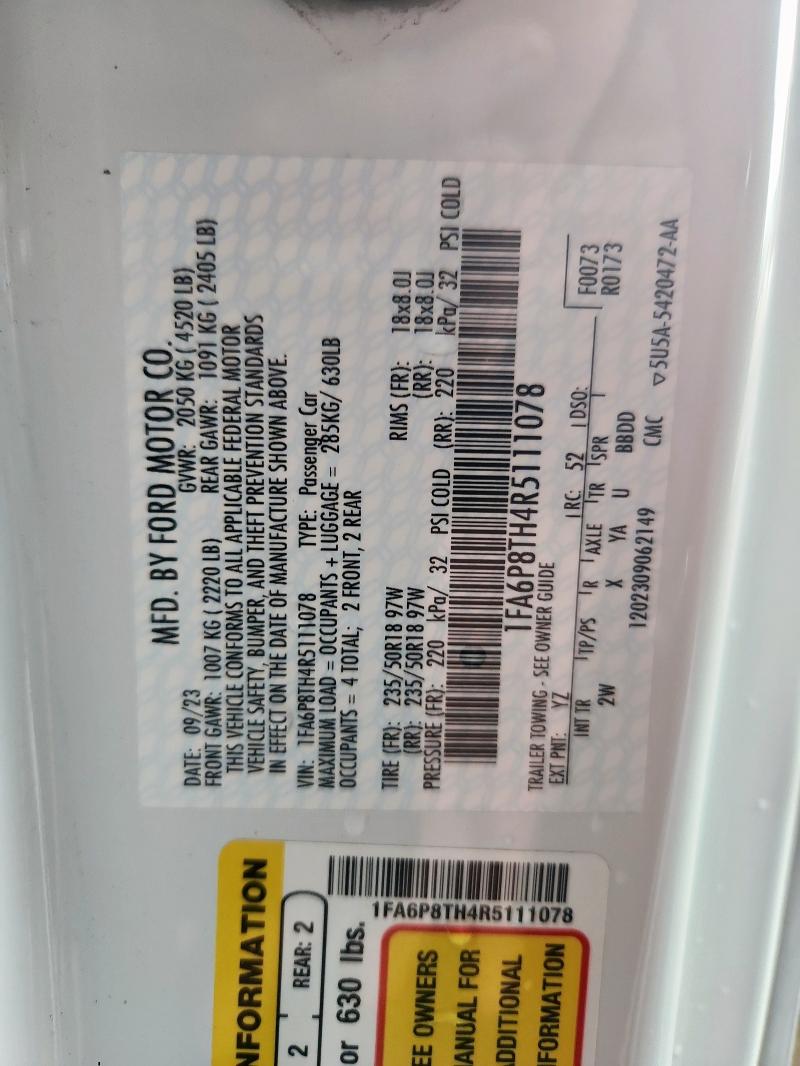 MFD. BY FORD MOTOR CO.
DATE: 09/23 GVWR: 2050 KG ( 4520 LB)
FRONT GAWR: 1007 KG ( 2220 LB) REAR GAWR: 1091 KG ( 2405 LB)
THIS VEHICLE CONFORMS TO ALL APPLICABLE FEDERAL MOTOR
VEHICLE SAFETY, BUMPER, AND THEFT PREVENTION STANDARDS
IN EFFECT ON THE DATE OF MANUFACTURE SHOWN ABOVE.
VIN: 1FA6P8TH4R5111078 TYPE: Passenger Car
MAXIMUM LOAD = OCCUPANTS + LUGGAGE = 285KG/ 630LB
OCCUPANTS = 4 TOTAL; 2 FRONT, 2 REAR
TIRE (FR): 235/50R18 97W RIMS (FR): 18x8.0J
(RR): 235/50R18 97W (RR): 18x8.0J
PRESSURE (FR): 220 kPa/ 32 PSI COLD (RR): 220 kPa/ 32 PSI COLD
1FA6P8TH4R5111078
TRAILER TOWING - SEE OWNER GUIDE
EXT PNT: YZ RC: 52 DSO:
F0073
R0173
INT TR TP/PS R AXLE TR SPR
2W X YA U BBDD
1202309062149 CMC ▽5U5A-5420472-AA
NFORMATION
2 REAR: 2
or 630 lbs.
1FA6P8TH4R5111078
EE OWNERS
ANUAL FOR
ADDITIONAL
FORMATION